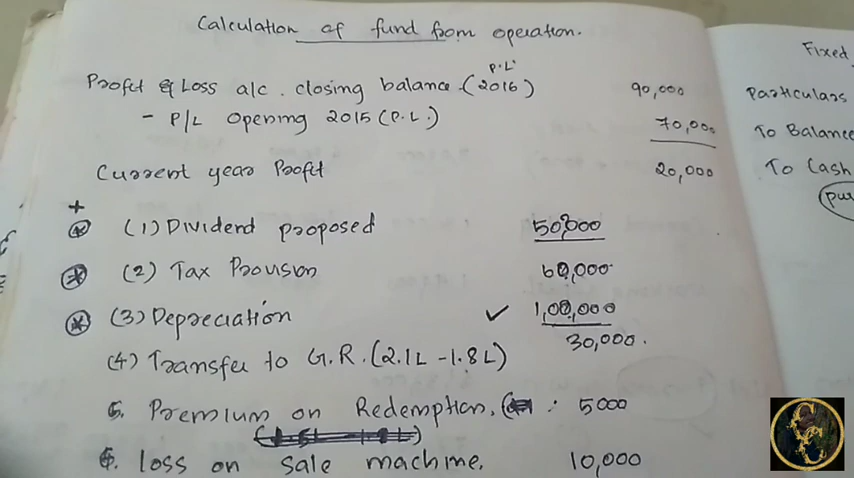 Calculation of fund from operation.
P.L
Profit & Loss a/c. closing balance (2016) 90,000
- P/L Opening 2015 (P.L.) 70,000
Current year Profit 20,000
+
(1) Dividend proposed 50,000
(2) Tax Provision 60,000
(3) Depreciation ✓ 1,00,000
(4) Transfer to G.R. (2.1L - 1.8L) 30,000.
5. Premium on Redemption. : 5000
6. loss on sale machine. 10,000
Fixed
Particulars
To Balance
To Cash
(pur